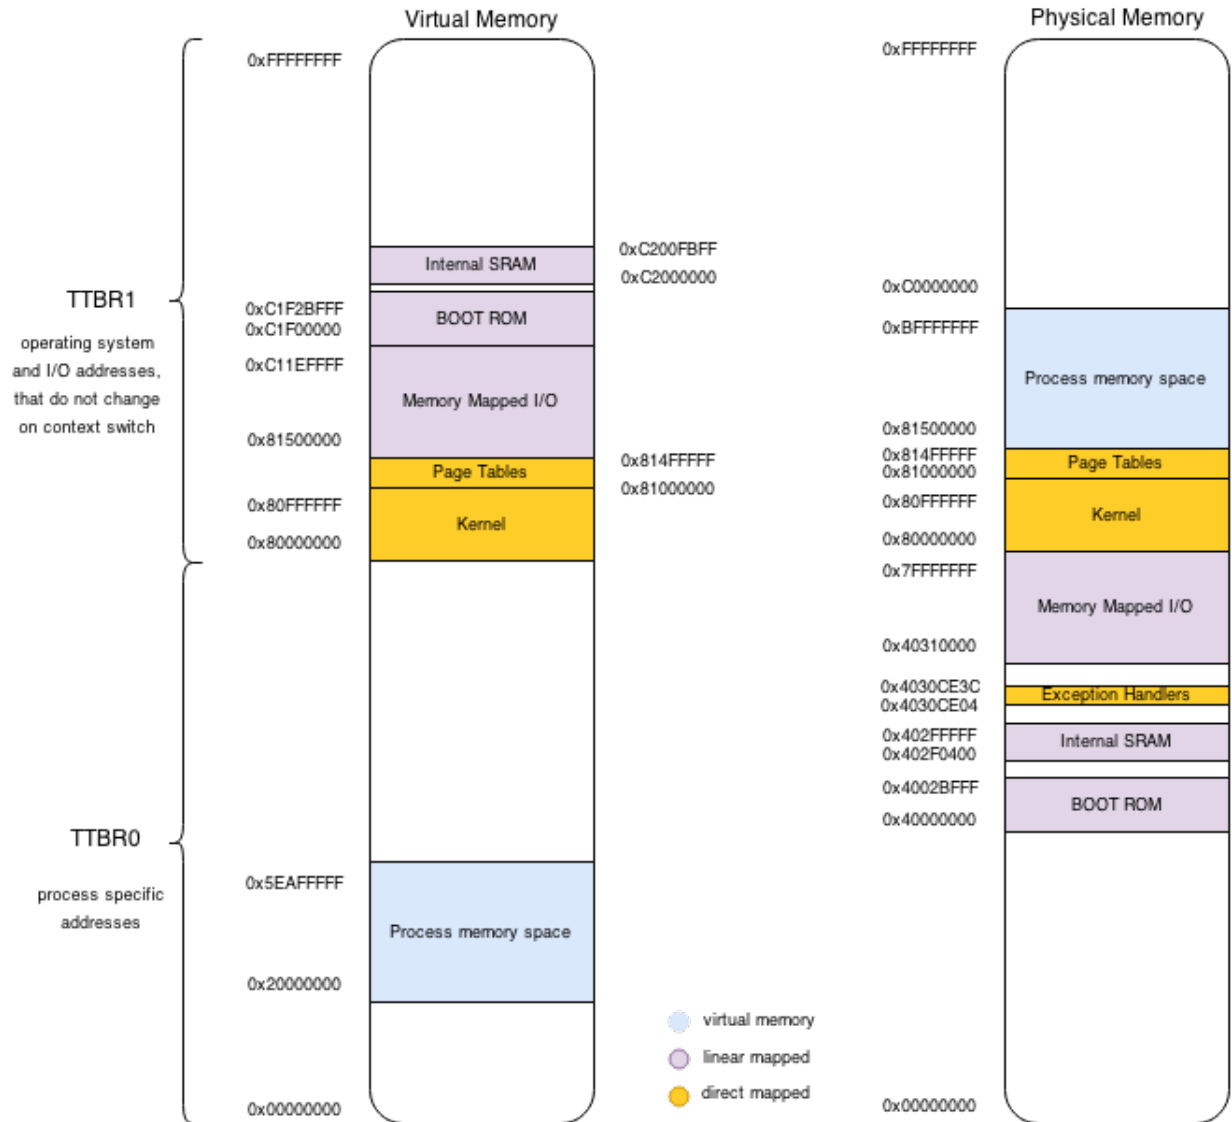 Virtual Memory
Physical Memory
0xFFFFFFFF
0xFFFFFFFF
Internal SRAM
0xC200FBFF
0xC2000000
0xC0000000
TTBR1
operating system
and I/O addresses,
that do not change
on context switch
0xC1F2BFFF
0xC1F00000
BOOT ROM
0xBFFFFFFF
0xC11EFFFF
Memory Mapped I/O
Process memory space
0x81500000
0x81500000
Page Tables
0x814FFFFF
0x81000000
0x814FFFFF
0x81000000
Page Tables
0x80FFFFFF
Kernel
0x80000000
0x80FFFFFF
Kernel
0x80000000
0x7FFFFFFF
Memory Mapped I/O
0x40310000
0x4030CE3C
0x4030CE04
Exception Handlers
0x402FFFFF
0x402F0400
Internal SRAM
0x4002BFFF
0x40000000
BOOT ROM
TTBR0
process specific
addresses
0x5EAFFFFF
Process memory space
0x20000000
virtual memory
linear mapped
direct mapped
0x00000000
0x00000000